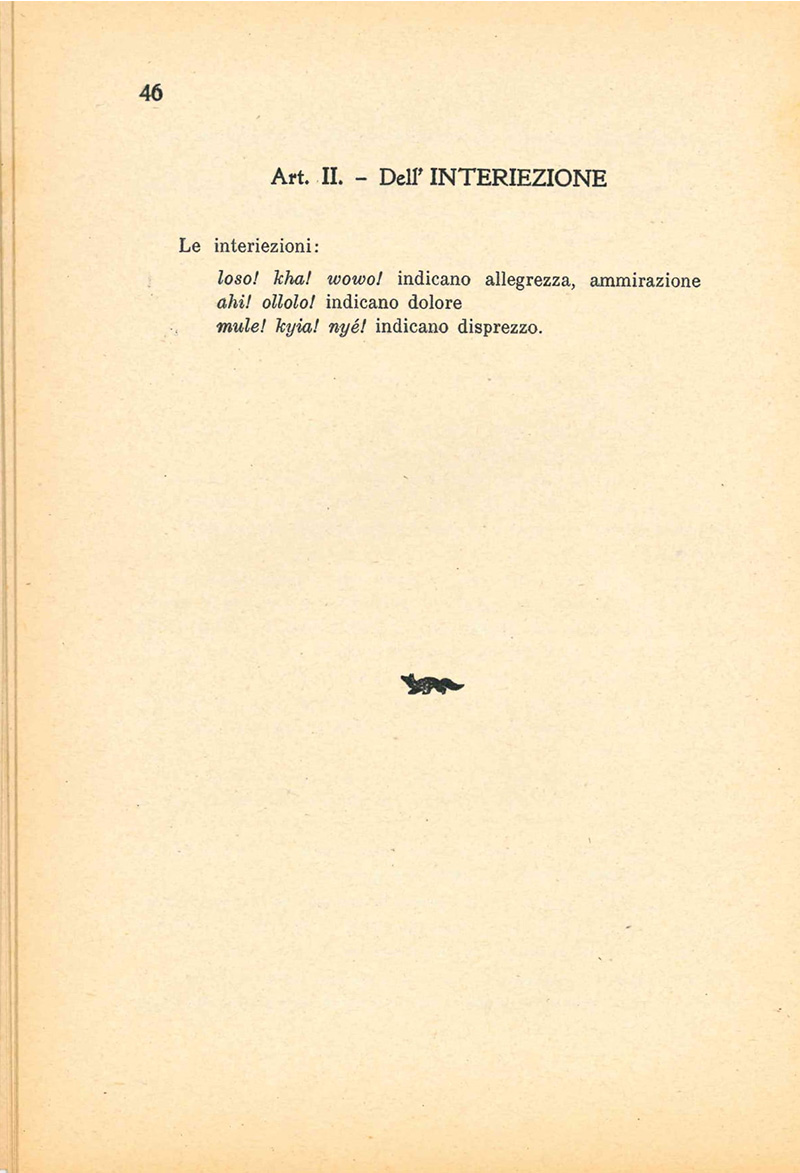 46
Art. II. - Dell' INTERIEZIONE
Le interiezioni:
loso! kha! wowo! indicano allegrezza, ammirazione
ahi! ollolo! indicano dolore
mule! kyia! nyé! indicano disprezzo.